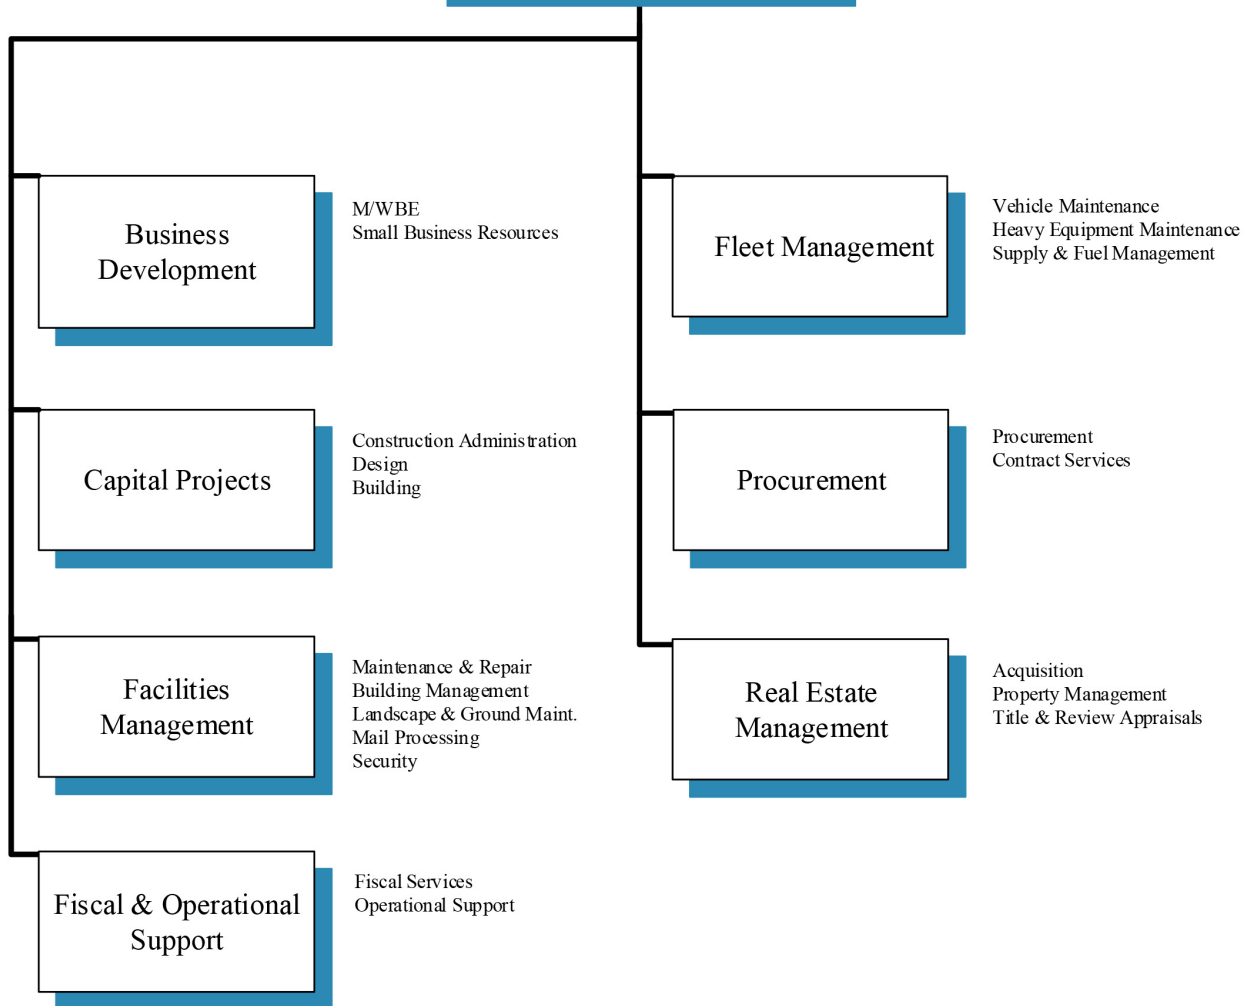 Business
Development
M/WBE
Small Business Resources
Capital Projects
Construction Administration
Design
Building
Facilities
Management
Maintenance & Repair
Building Management
Landscape & Ground Maint.
Mail Processing
Security
Fiscal & Operational
Support
Fiscal Services
Operational Support
Fleet Management
Vehicle Maintenance
Heavy Equipment Maintenance
Supply & Fuel Management
Procurement
Procurement
Contract Services
Real Estate
Management
Acquisition
Property Management
Title & Review Appraisals